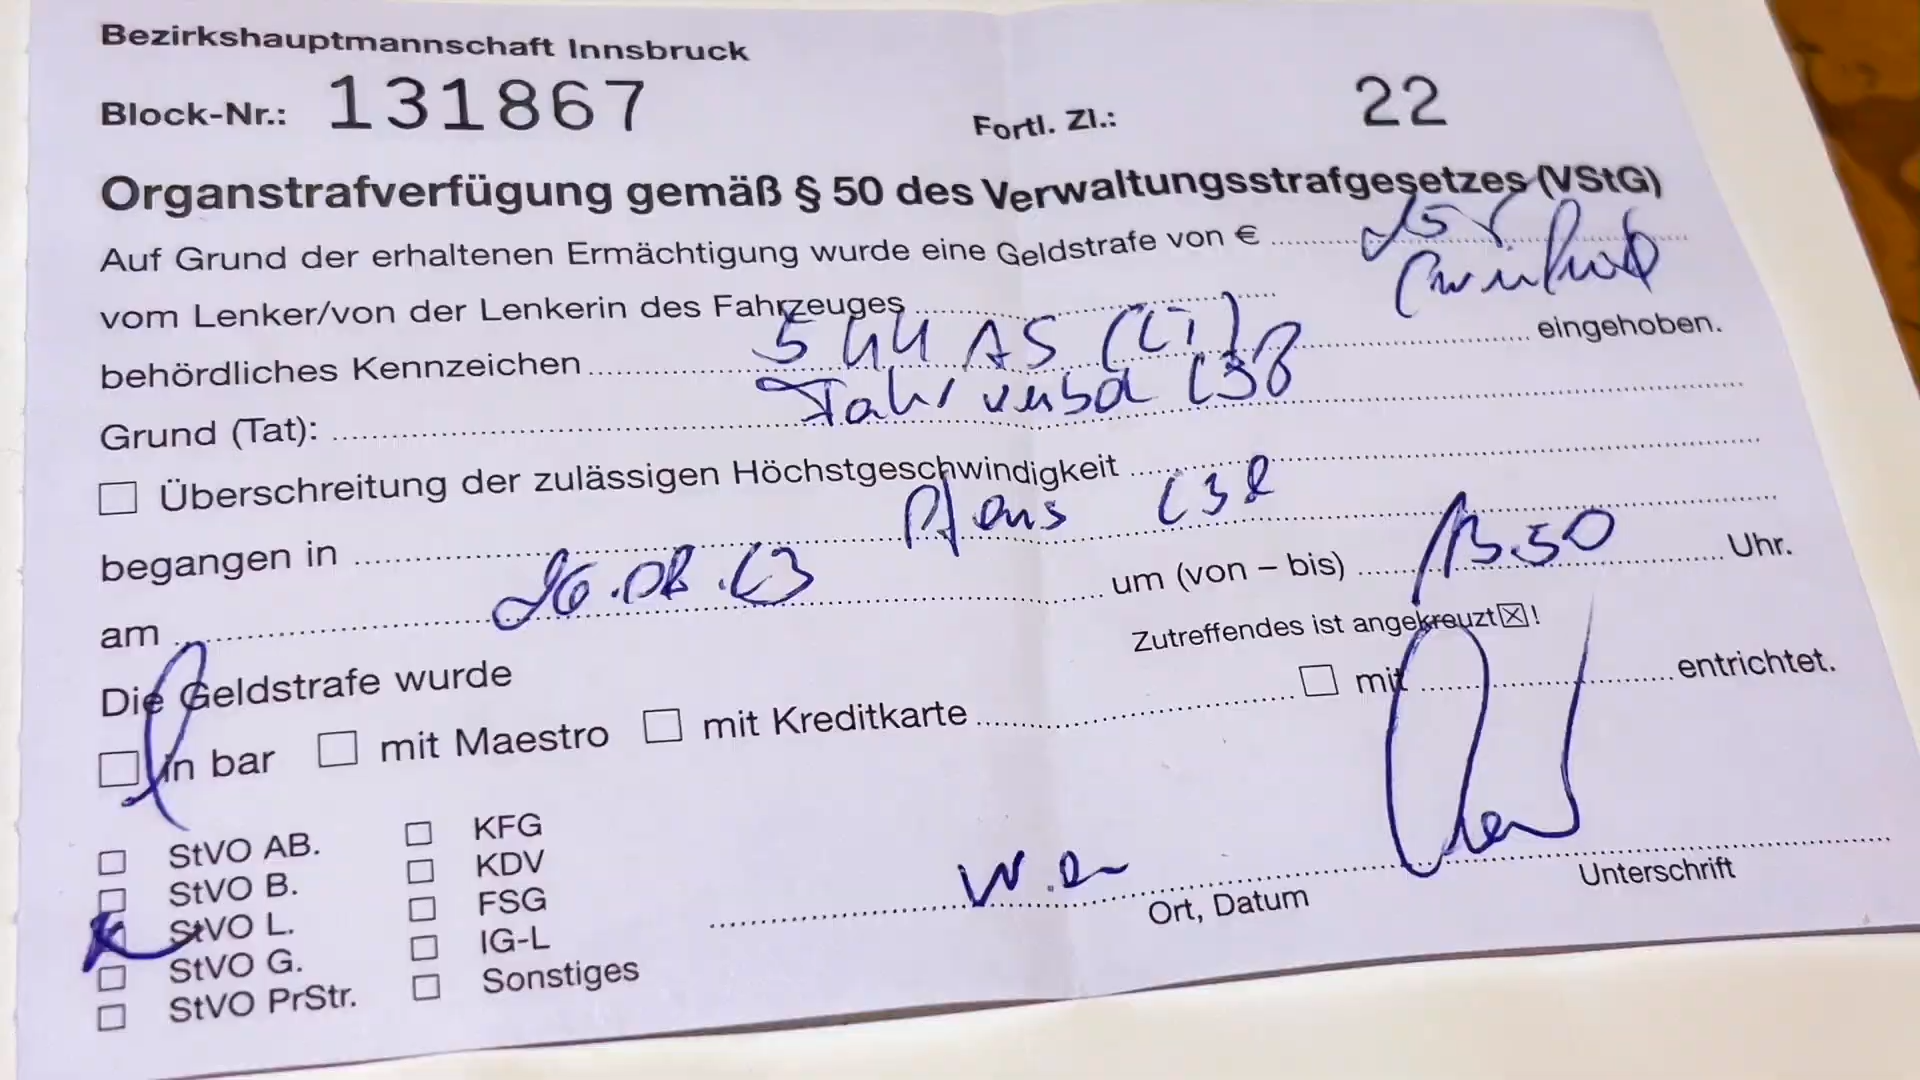 Bezirkshauptmannschaft Innsbruck
Block-Nr.: 131867 Fortl. Zl.: 22
Organstrafverfügung gemäß § 50 des Verwaltungsstrafgesetzes (VStG)
Auf Grund der erhaltenen Ermächtigung wurde eine Geldstrafe von €
vom Lenker/von der Lenkerin des Fahrzeuges
behördliches Kennzeichen AS eingehoben.
Grund (Tat):
Überschreitung der zulässigen Höchstgeschwindigkeit
begangen in
am 26.08. um (von – bis) 13.50 Uhr.
Zutreffendes ist angekreuzt ☒!
Die Geldstrafe wurde
in bar mit Maestro mit Kreditkarte mit entrichtet.
StVO AB. KFG
StVO B. KDV
StVO L. FSG
StVO G. IG-L
StVO PrStr. Sonstiges
Ort, Datum Unterschrift